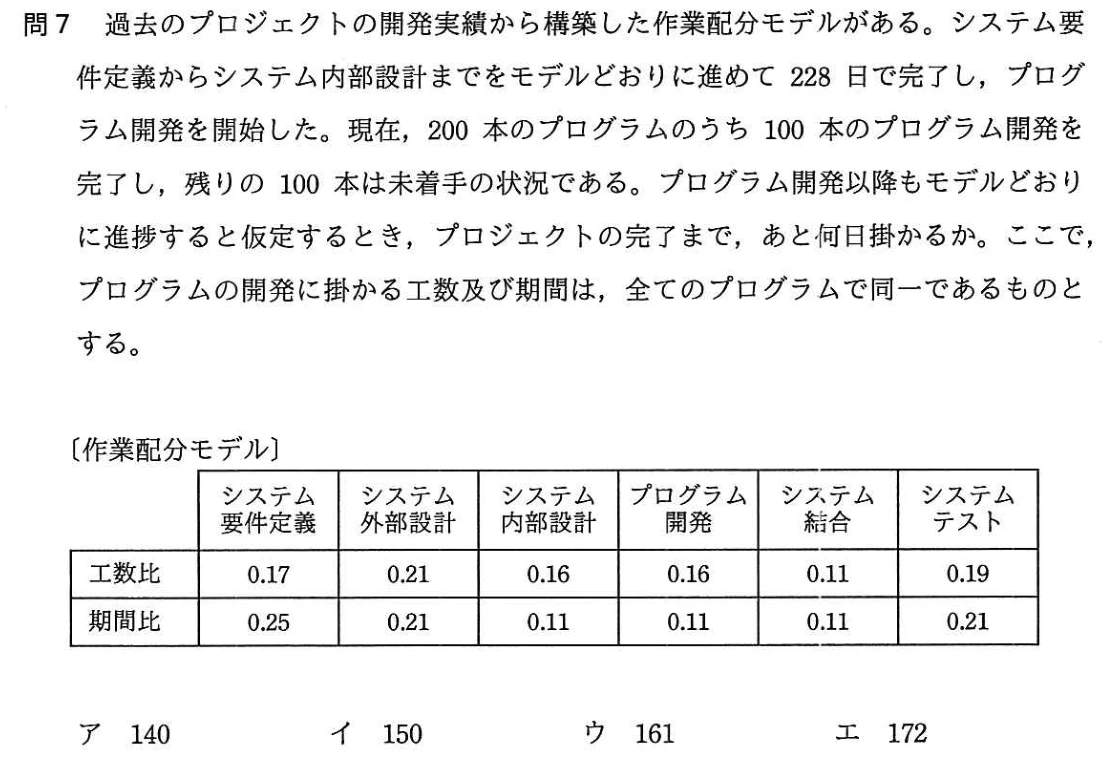 問7 過去のプロジェクトの開発実績から構築した作業配分モデルがある。システム要
件定義からシステム内部設計までをモデルどおりに進めて 228 日で完了し，プログ
ラム開発を開始した。現在，200 本のプログラムのうち 100 本のプログラム開発を
完了し，残りの 100 本は未着手の状況である。プログラム開発以降もモデルどおり
に進捗すると仮定するとき，プロジェクトの完了まで，あと何日掛かるか。ここで，
プログラムの開発に掛かる工数及び期間は，全てのプログラムで同一であるものと
する。
〔作業配分モデル〕
システム要件定義 システム外部設計 システム内部設計 プログラム開発 システム結合 システムテスト
工数比 0.17 0.21 0.16 0.16 0.11 0.19
期間比 0.25 0.21 0.11 0.11 0.11 0.21
ア 140 イ 150 ウ 161 エ 172